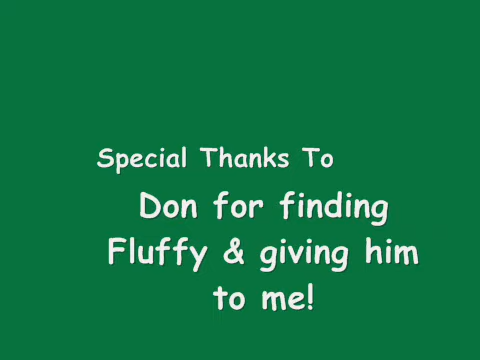 Special Thanks To
Don for finding
Fluffy & giving him
to me!